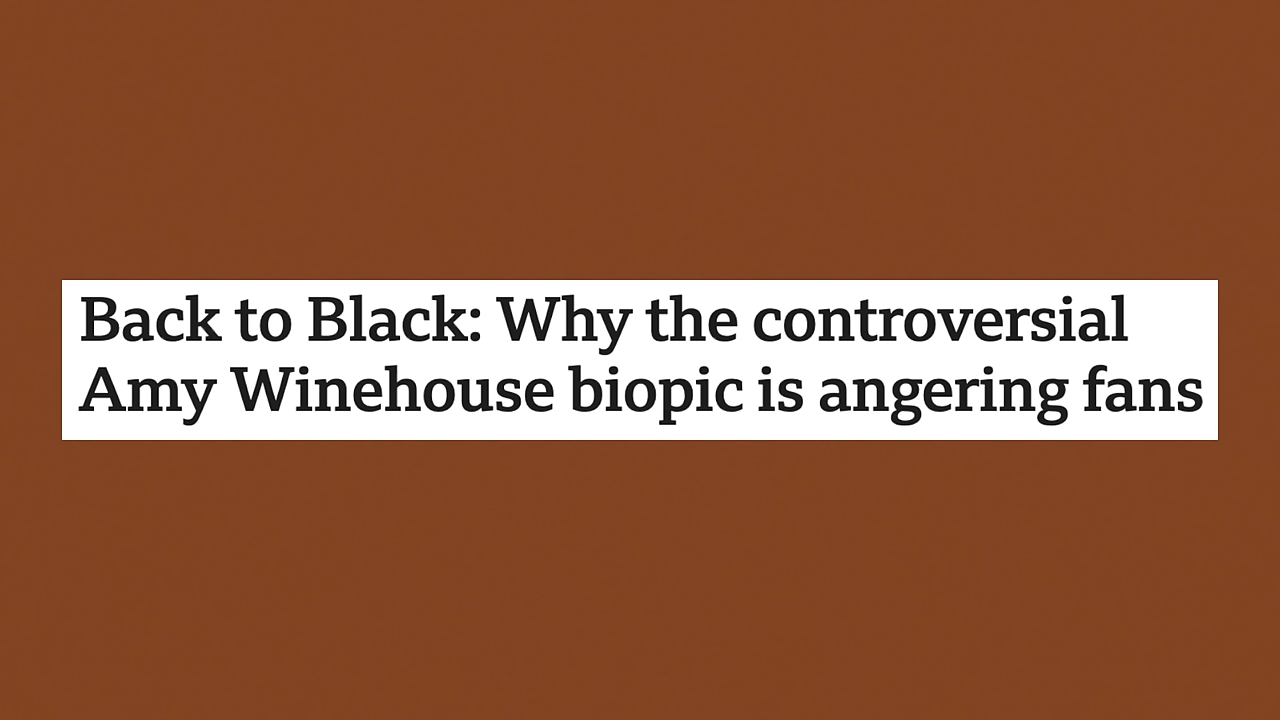 Back to Black: Why the controversial
Amy Winehouse biopic is angering fans